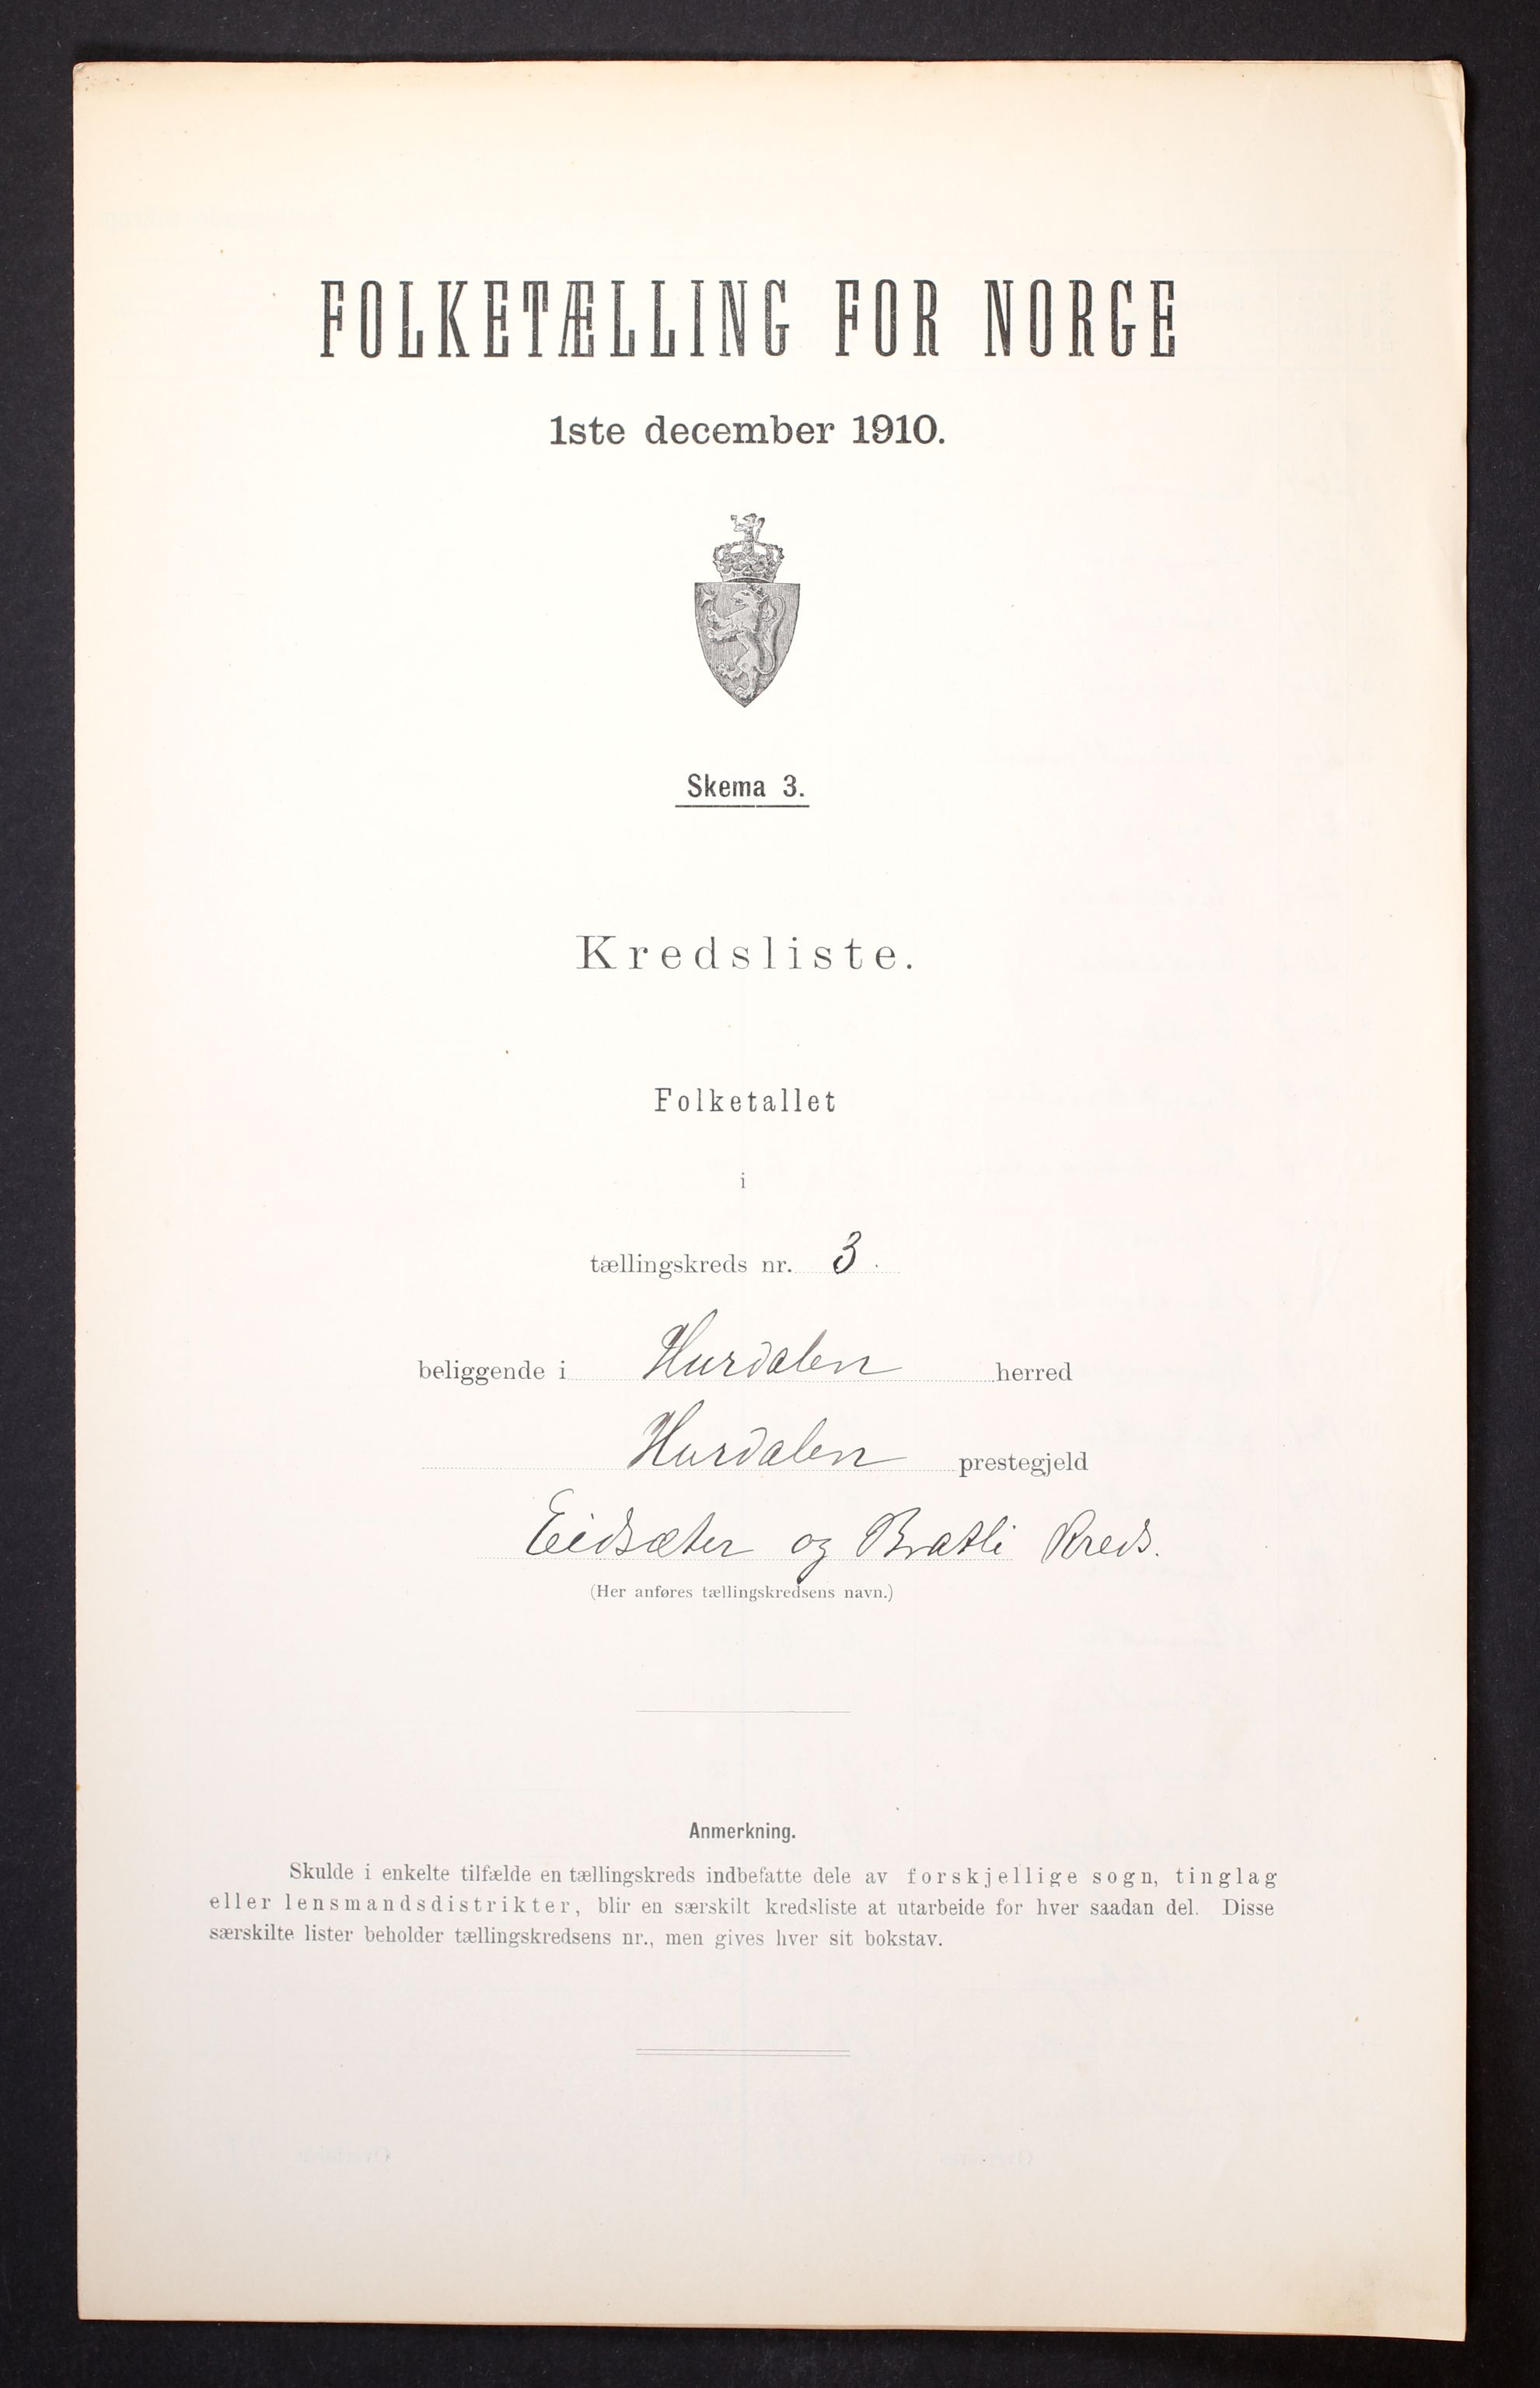 FOLKETÆLLING FOR NORGE
1ste december 1910.
Skema 3.
Kredsliste.
Folketallet
i
tællingskreds nr. 3.
beliggende i Hurdalen herred
Hurdalen prestegjeld
Eidsæter og Bratli Kreds.
(Her anføres tællingskredsens navn.)
Anmerkning.
Skulde i enkelte tilfælde en tællingskreds indbefatte dele av forskjellige sogn, tinglag
eller lensmandsdistrikter, blir en særskilt kredsliste at utarbeide for hver saadan del. Disse
særskilte lister beholder tællingskredsens nr., men gives hver sit bokstav.